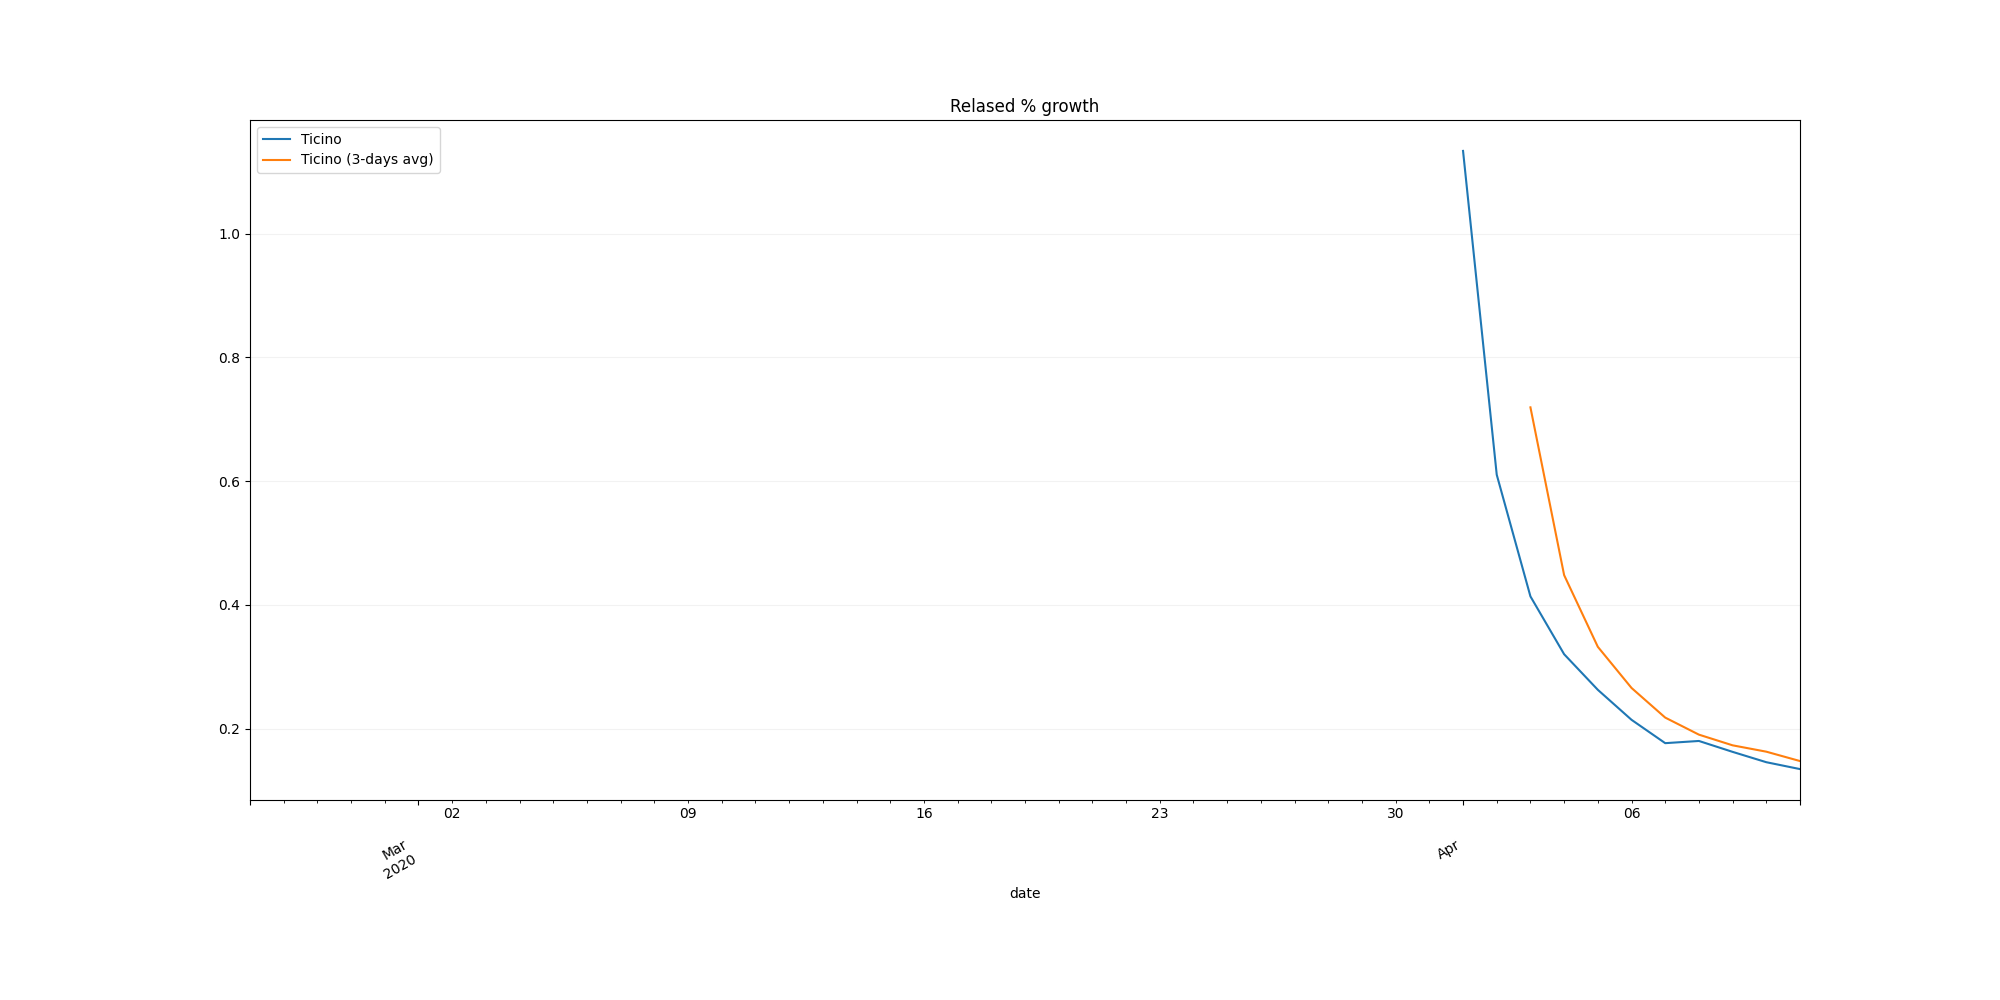 Relased % growth
Ticino
Ticino (3-days avg)
1.0
0.8
0.6
0.4
0.2
02 09 16 23 30 06
Mar
2020
Apr
date